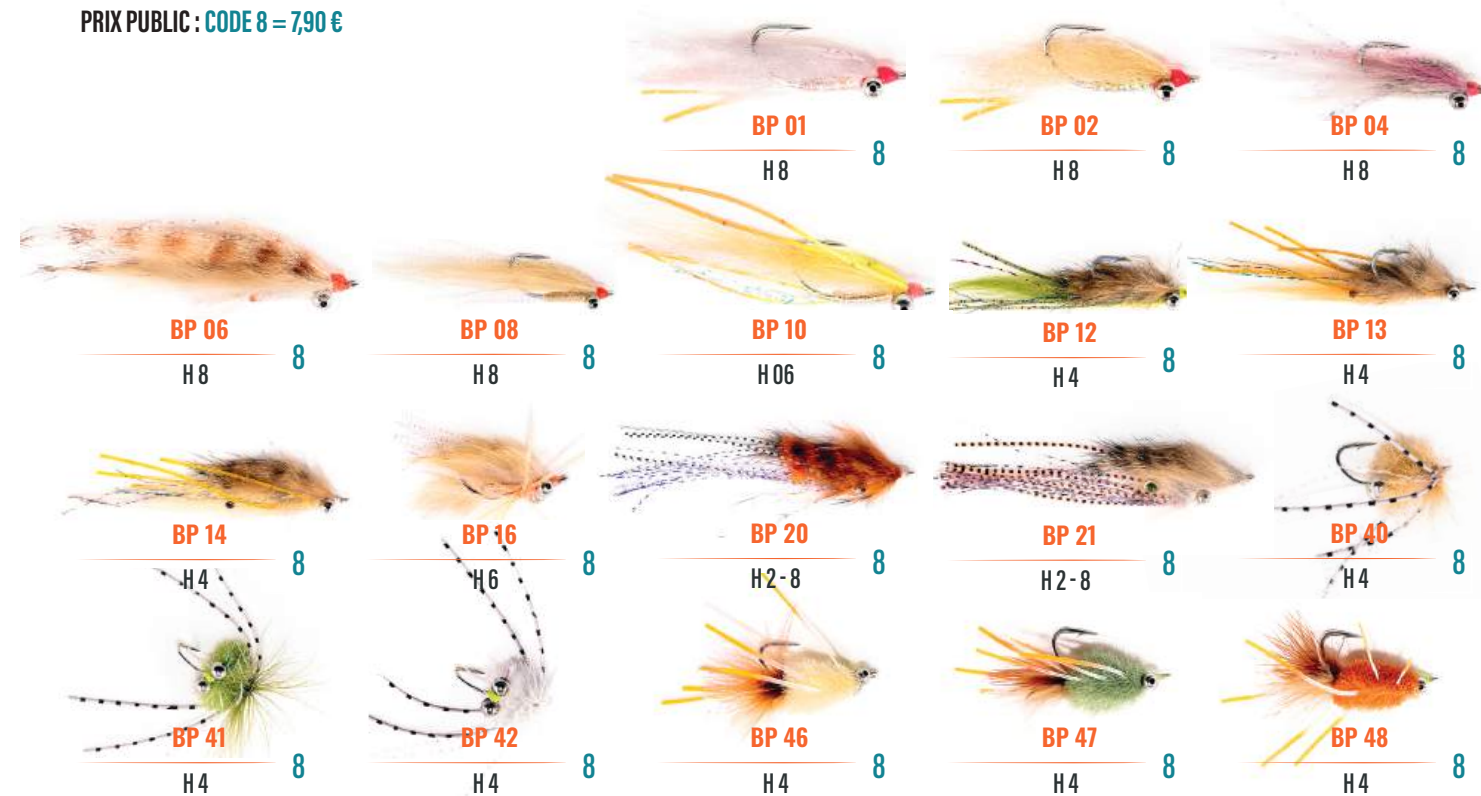 PRIX PUBLIC : CODE 8 = 7,90 €
BP 01
8
H 8
BP 02
8
H 8
BP 04
8
H 8
BP 06
8
H 8
BP 08
8
H 8
BP 10
8
H 06
BP 12
8
H 4
BP 13
8
H 4
BP 14
8
H 4
BP 16
8
H 6
BP 20
8
H 2 - 8
BP 21
8
H 2 - 8
BP 40
8
H 4
BP 41
8
H 4
BP 42
8
H 4
BP 46
8
H 4
BP 47
8
H 4
BP 48
8
H 4